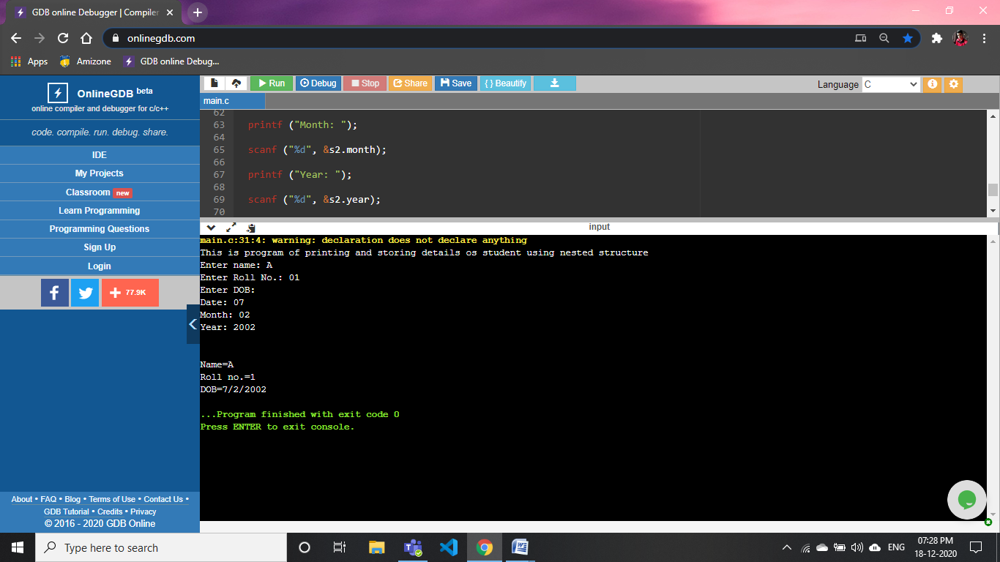 GDB online Debugger | Compiler
onlinegdb.com
Apps Amizone GDB online Debug...
OnlineGDB beta
online compiler and debugger for c/c++
code. compile. run. debug. share.
IDE
My Projects
Classroom new
Learn Programming
Programming Questions
Sign Up
Login
77.9K
About • FAQ • Blog • Terms of Use • Contact Us •
GDB Tutorial • Credits • Privacy
© 2016 - 2020 GDB Online
Run Debug Stop Share Save { } Beautify Language C
main.c
62
63 printf ("Month: ");
64
65 scanf ("%d", &s2.month);
66
67 printf ("Year: ");
68
69 scanf ("%d", &s2.year);
70
input
main.c:31:4: warning: declaration does not declare anything
This is program of printing and storing details os student using nested structure
Enter name: A
Enter Roll No.: 01
Enter DOB:
Date: 07
Month: 02
Year: 2002
Name=A
Roll no.=1
DOB=7/2/2002
...Program finished with exit code 0
Press ENTER to exit console.
Type here to search
ENG
07:28 PM
18-12-2020